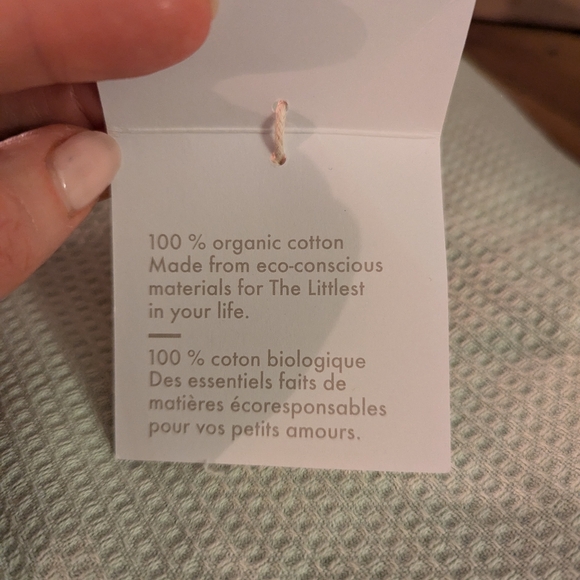 100 % organic cotton
Made from eco-conscious
materials for The Littlest
in your life.
100 % coton biologique
Des essentiels faits de
matières écoresponsables
pour vos petits amours.